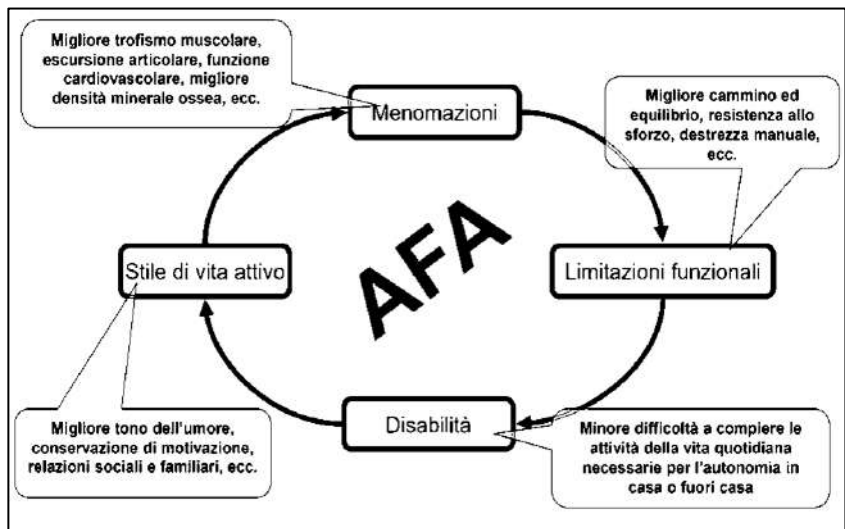 Migliore trofismo muscolare,
escursione articolare, funzione
cardiovascolare, migliore
densità minerale ossea, ecc.
Menomazioni
Migliore cammino ed
equilibrio, resistenza allo
sforzo, destrezza manuale,
ecc.
AFA
Stile di vita attivo
Limitazioni funzionali
Migliore tono dell'umore,
conservazione di motivazione,
relazioni sociali e familiari, ecc.
Disabilità
Minore difficoltà a compiere le
attività della vita quotidiana
necessarie per l'autonomia in
casa o fuori casa